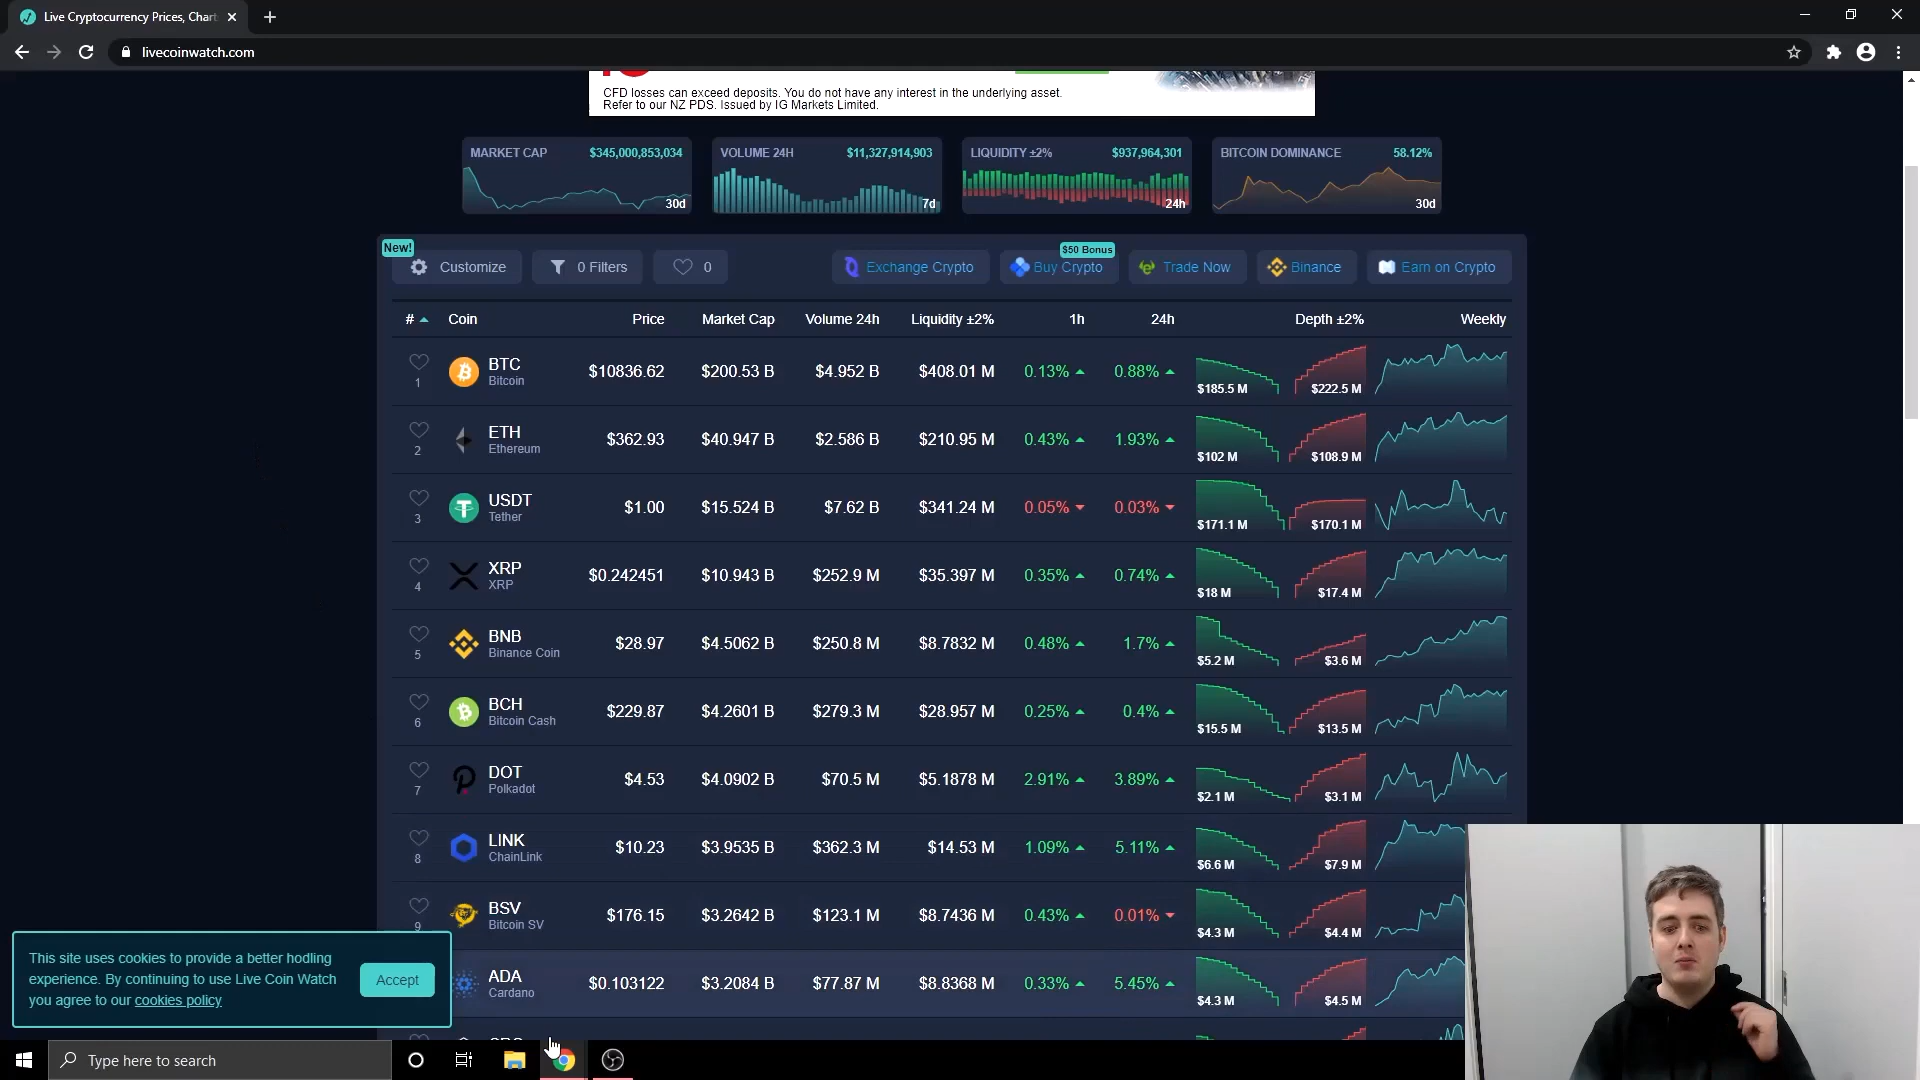 Live Cryptocurrency Prices, Chart
livecoinwatch.com
CFD losses can exceed deposits. You do not have any interest in the underlying asset.
Refer to our NZ PDS. Issued by IG Markets Limited.
MARKET CAP $345,000,853,034
30d
VOLUME 24H $11,327,914,903
7d
LIQUIDITY ±2% $937,964,301
24h
BITCOIN DOMINANCE 58.12%
30d
New!
Customize
0 Filters
0
Exchange Crypto
$50 Bonus
Buy Crypto
Trade Now
Binance
Earn on Crypto
# Coin Price Market Cap Volume 24h Liquidity ±2% 1h 24h Depth ±2% Weekly
1 BTC Bitcoin $10836.62 $200.53 B $4.952 B $408.01 M 0.13% 0.88% $185.5 M $222.5 M
2 ETH Ethereum $362.93 $40.947 B $2.586 B $210.95 M 0.43% 1.93% $102 M $108.9 M
3 USDT Tether $1.00 $15.524 B $7.62 B $341.24 M 0.05% 0.03% $171.1 M $170.1 M
4 XRP XRP $0.242451 $10.943 B $252.9 M $35.397 M 0.35% 0.74% $18 M $17.4 M
5 BNB Binance Coin $28.97 $4.5062 B $250.8 M $8.7832 M 0.48% 1.7% $5.2 M $3.6 M
6 BCH Bitcoin Cash $229.87 $4.2601 B $279.3 M $28.957 M 0.25% 0.4% $15.5 M $13.5 M
7 DOT Polkadot $4.53 $4.0902 B $70.5 M $5.1878 M 2.91% 3.89% $2.1 M $3.1 M
8 LINK ChainLink $10.23 $3.9535 B $362.3 M $14.53 M 1.09% 5.11% $6.6 M $7.9 M
9 BSV Bitcoin SV $176.15 $3.2642 B $123.1 M $8.7436 M 0.43% 0.01% $4.3 M $4.4 M
ADA Cardano $0.103122 $3.2084 B $77.87 M $8.8368 M 0.33% 5.45% $4.3 M $4.5 M
This site uses cookies to provide a better hodling
experience. By continuing to use Live Coin Watch
you agree to our cookies policy
Accept
Type here to search